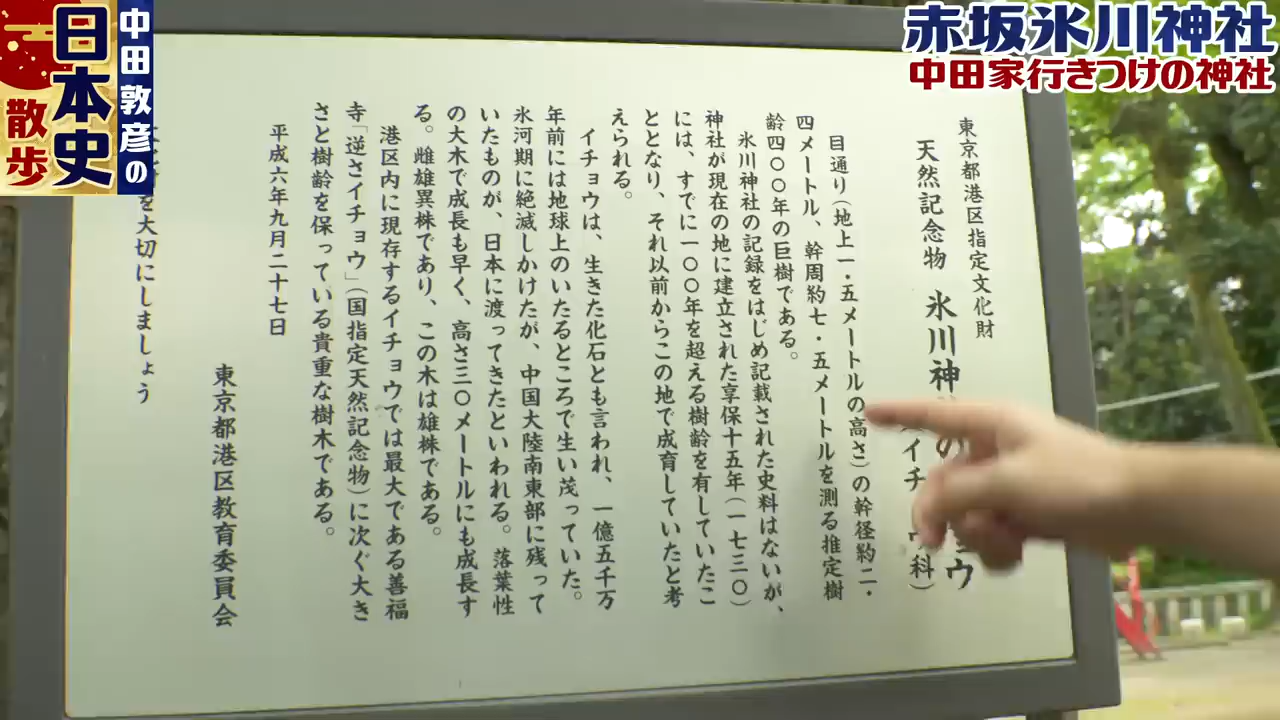 中田敦彦の
日本史
散歩
赤坂氷川神社
中田家行きつけの神社
東京都港区指定文化財
天然記念物 氷川神
の
ウ
イチ
科）
目通り（地上一・五メートルの高さ）の幹径約二・
四メートル、幹周約七・五メートルを測る推定樹
齢四〇〇年の巨樹である。
氷川神社の記録をはじめ記載された史料はないが、
神社が現在の地に建立された享保十五年（一七三〇）
には、すでに一〇〇年を超える樹齢を有していたこ
ととなり、それ以前からこの地で成育していたと考
えられる。
イチョウは、生きた化石とも言われ、一億五千万
年前には地球上のいたるところで生い茂っていた。
氷河期に絶滅しかけたが、中国大陸南東部に残って
いたものが、日本に渡ってきたといわれる。落葉性
の大木で成長も早く、高さ三〇メートルにも成長す
る。雌雄異株であり、この木は雄株である。
港区内に現存するイチョウでは最大である善福
寺「逆さイチョウ」（国指定天然記念物）に次ぐ大き
さと樹齢を保っている貴重な樹木である。
平成六年九月二十七日
東京都港区教育委員会
を大切にしましょう